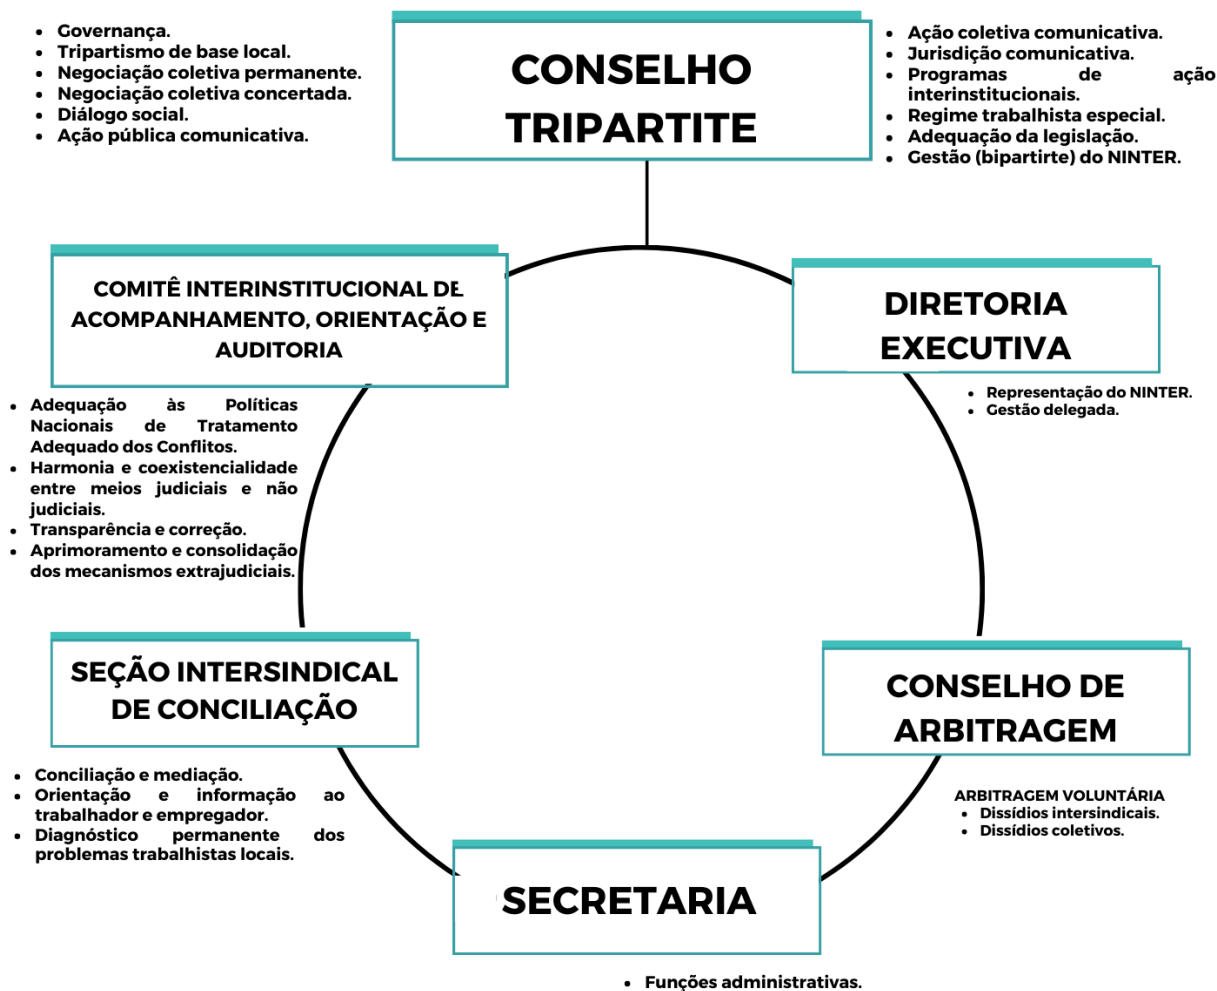 CONSELHO
TRIPARTITE
• Governança.
• Tripartismo de base local.
• Negociação coletiva permanente.
• Negociação coletiva concertada.
• Diálogo social.
• Ação pública comunicativa.
• Ação coletiva comunicativa.
• Jurisdição comunicativa.
• Programas de ação
interinstitucionais.
• Regime trabalhista especial.
• Adequação da legislação.
• Gestão (bipartirte) do NINTER.
COMITÊ INTERINSTITUCIONAL DE
ACOMPANHAMENTO, ORIENTAÇÃO E
AUDITORIA
• Adequação às Políticas
Nacionais de Tratamento
Adequado dos Conflitos.
• Harmonia e coexistencialidade
entre meios judiciais e não
judiciais.
• Transparência e correção.
• Aprimoramento e consolidação
dos mecanismos extrajudiciais.
DIRETORIA
EXECUTIVA
• Representação do NINTER.
• Gestão delegada.
SEÇÃO INTERSINDICAL
DE CONCILIAÇÃO
• Conciliação e mediação.
• Orientação e informação ao
trabalhador e empregador.
• Diagnóstico permanente dos
problemas trabalhistas locais.
CONSELHO DE
ARBITRAGEM
ARBITRAGEM VOLUNTÁRIA
• Dissídios intersindicais.
• Dissídios coletivos.
SECRETARIA
• Funções administrativas.